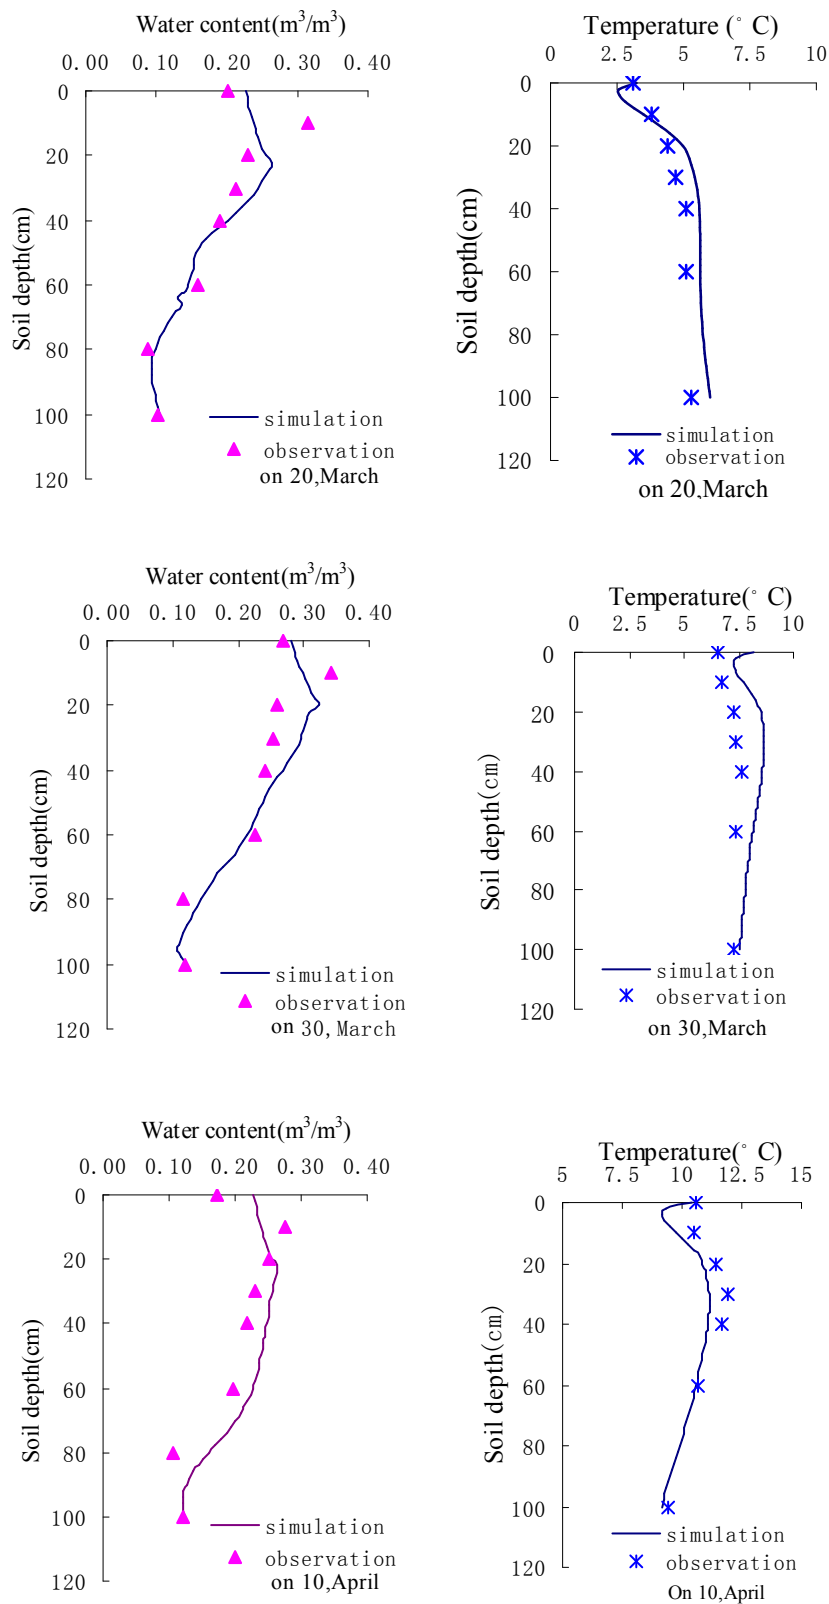 Water content(m³/m³)
0.00 0.10 0.20 0.30 0.40
0
20
40
60
80
100
120
Soil depth(cm)
simulation
observation
on 20,March
Temperature (° C)
0 2.5 5 7.5 10
0
20
40
60
80
100
120
Soil depth(cm)
simulation
observation
on 20,March
Water content(m³/m³)
0.00 0.10 0.20 0.30 0.40
0
20
40
60
80
100
120
Soil depth(cm)
simulation
observation
on 30,March
Temperature(° C)
0 2.5 5 7.5 10
0
20
40
60
80
100
120
Soil depth(cm)
simulation
observation
on 30,March
Water content(m³/m³)
0.00 0.10 0.20 0.30 0.40
0
20
40
60
80
100
120
Soil depth(cm)
simulation
observation
on 10,April
Temperature(° C)
5 7.5 10 12.5 15
0
20
40
60
80
100
120
Soil depth(cm)
simulation
observation
On 10,April